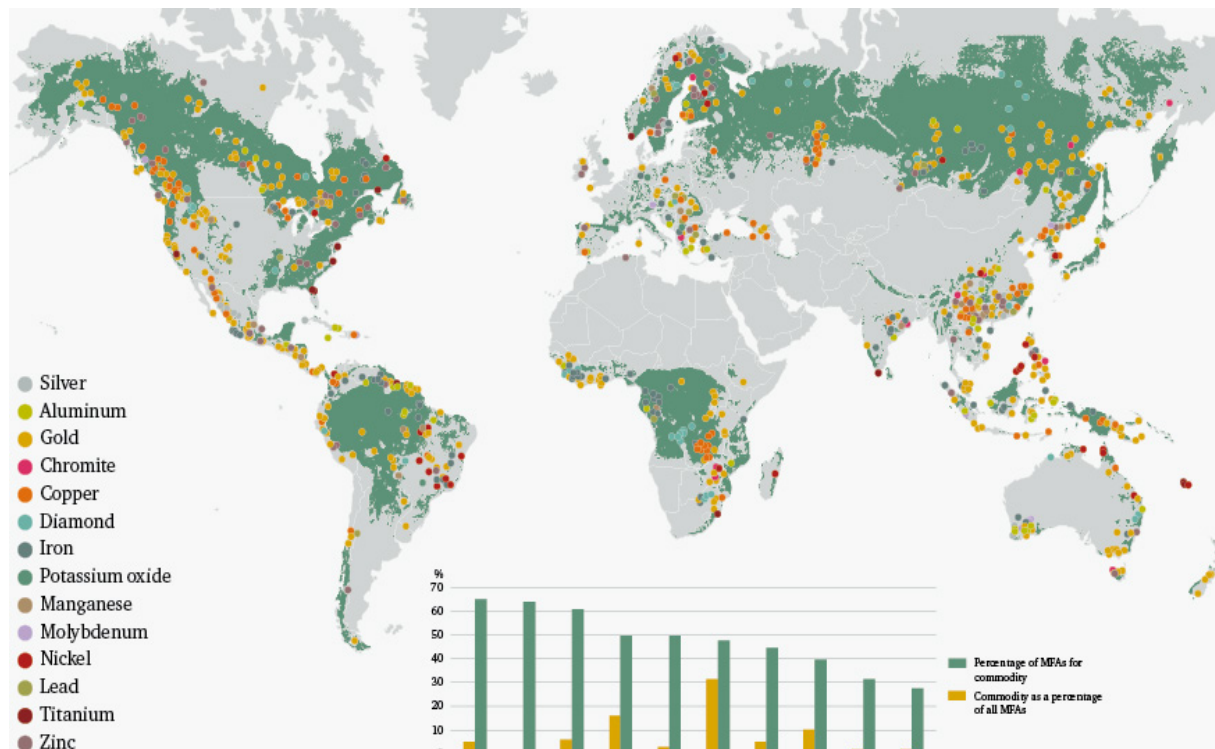 Silver
Aluminum
Gold
Chromite
Copper
Diamond
Iron
Potassium oxide
Manganese
Molybdenum
Nickel
Lead
Titanium
Zinc
%
70
60
50
40
30
20
10
Percentage of MFAs for
commodity
Commodity as a percentage
of all MFAs